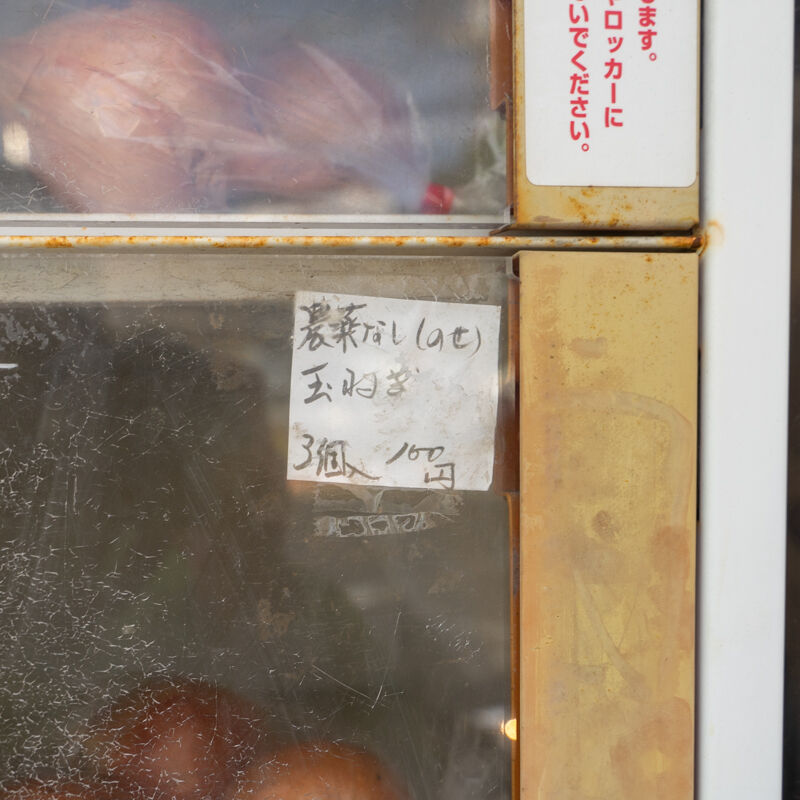 ます。
ロッカーに
いでください。
農薬なし(のせ)
玉ねぎ
3個入 100円